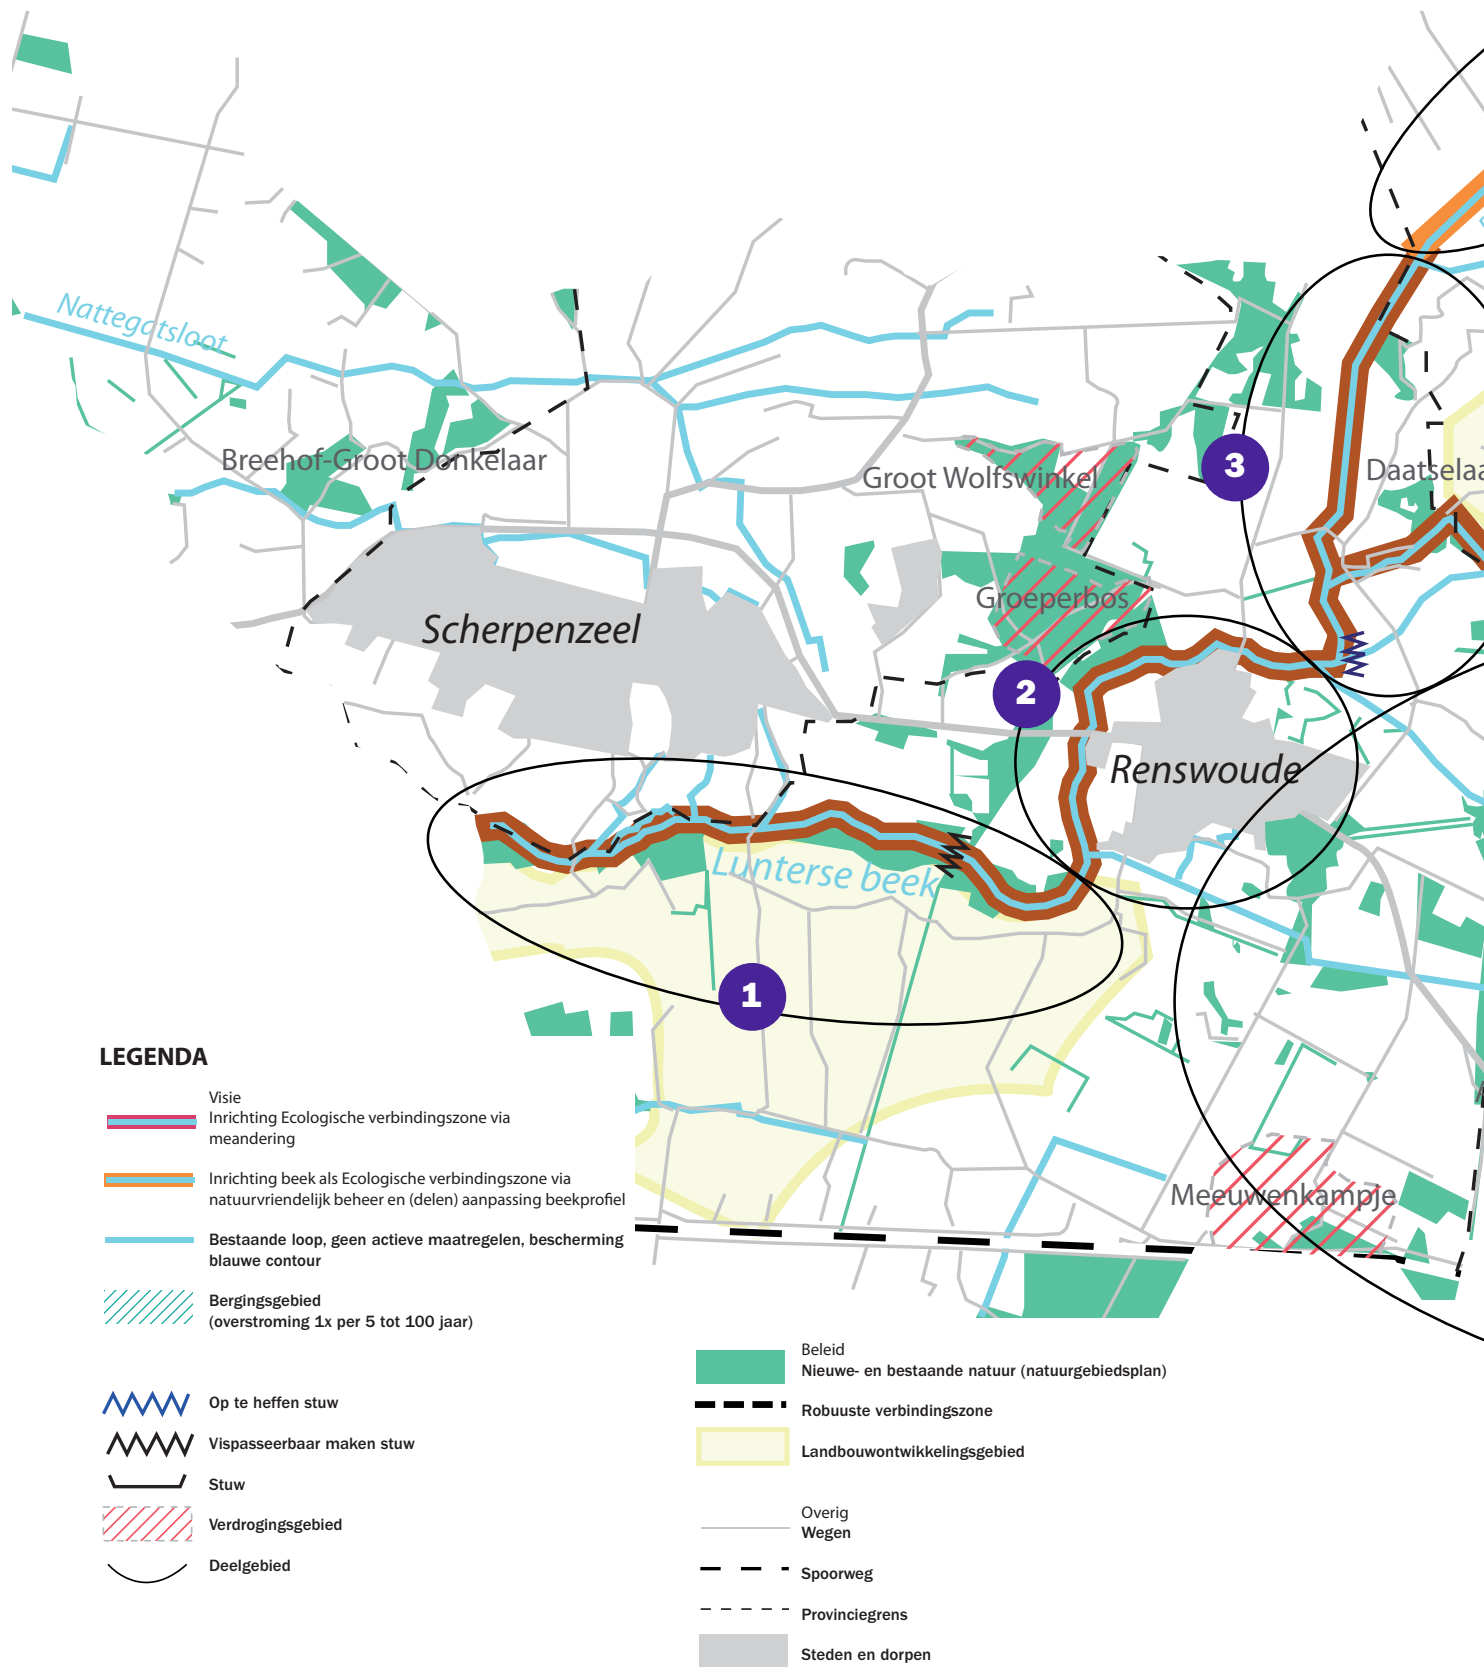 Nattegatsloot
Breehof-Groot Donkelaar
Groot Wolfswinkel
3
Daatselaa
Groeperbos
Scherpenzeel
2
Renswoude
Lunterse beek
1
Meeuwenkampje
LEGENDA
Visie
Inrichting Ecologische verbindingszone via
meandering
Inrichting beek als Ecologische verbindingszone via
natuurvriendelijk beheer en (delen) aanpassing beekprofiel
Bestaande loop, geen actieve maatregelen, bescherming
blauwe contour
Bergingsgebied
(overstroming 1x per 5 tot 100 jaar)
Op te heffen stuw
Vispasseerbaar maken stuw
Stuw
Verdrogingsgebied
Deelgebied
Beleid
Nieuwe- en bestaande natuur (natuurgebiedsplan)
Robuuste verbindingszone
Landbouwontwikkelingsgebied
Overig
Wegen
Spoorweg
Provinciegrens
Steden en dorpen